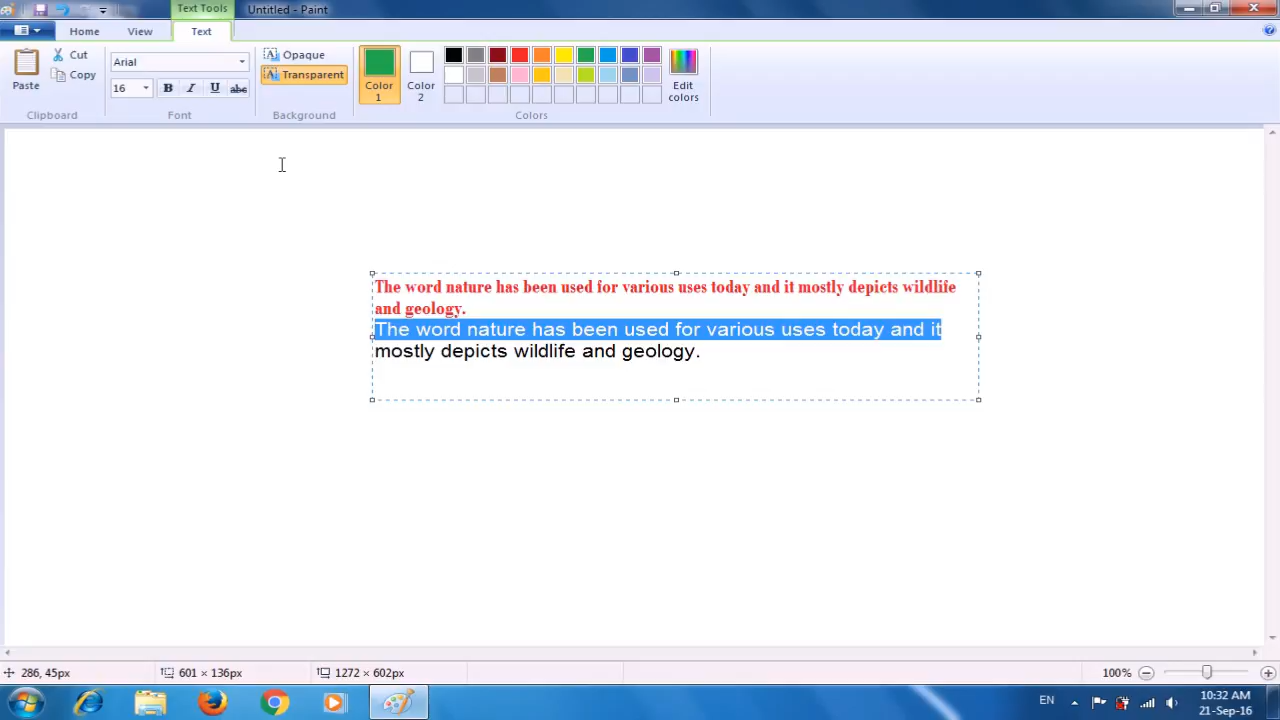 Text Tools Untitled - Paint
Home View Text
Paste Cut Arial Opaque Color 1 Color 2 Edit colors
Copy 16 B I U abc Transparent
Clipboard Font Background Colors
The word nature has been used for various uses today and it mostly depicts wildlife
and geology.
The word nature has been used for various uses today and it
mostly depicts wildlife and geology.
286, 45px 601 × 136px 1272 × 602px 100%
EN 10:32 AM
21-Sep-16